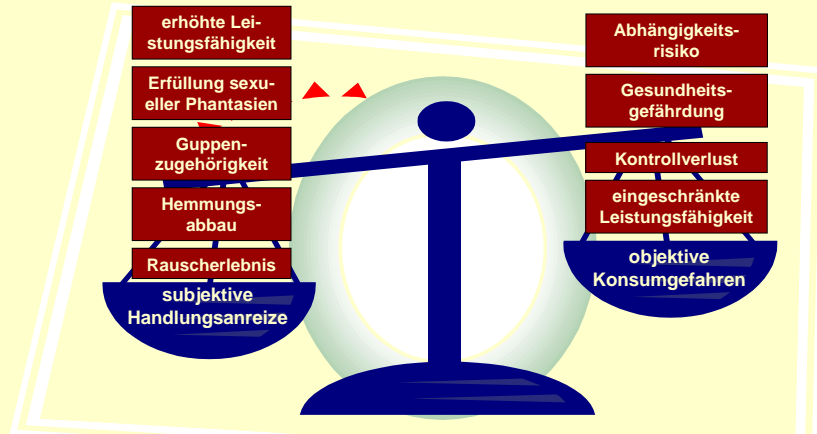 erhöhte Lei-
stungsfähigkeit
Erfüllung sexu-
eller Phantasien
Guppen-
zugehörigkeit
Hemmungs-
abbau
Rauscherlebnis
subjektive
Handlungsanreize
Abhängigkeits-
risiko
Gesundheits-
gefährdung
Kontrollverlust
eingeschränkte
Leistungsfähigkeit
objektive
Konsumgefahren